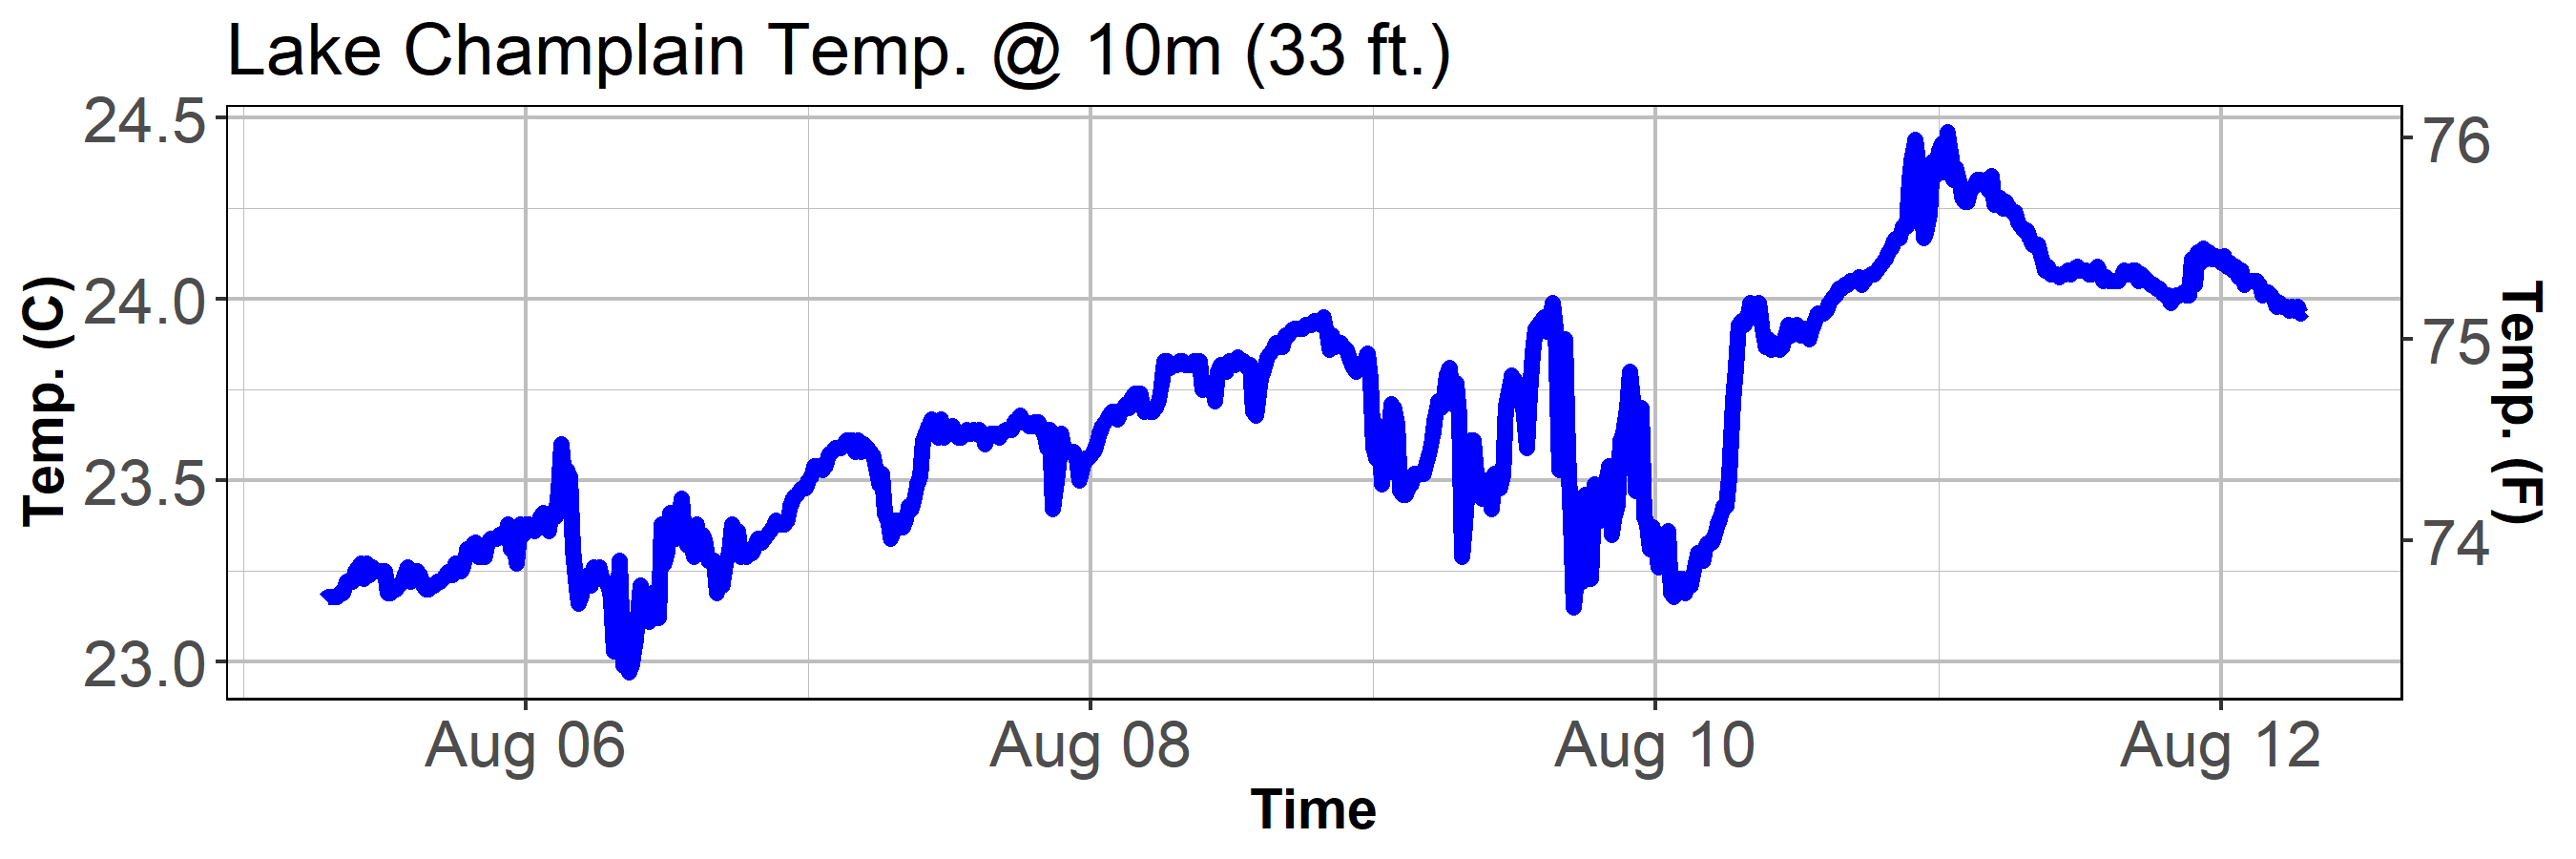 Lake Champlain Temp. @ 10m (33 ft.)
24.5
24.0
23.5
23.0
Temp. (C)
76
75
74
Temp. (F)
Aug 06 Aug 08 Aug 10 Aug 12
Time